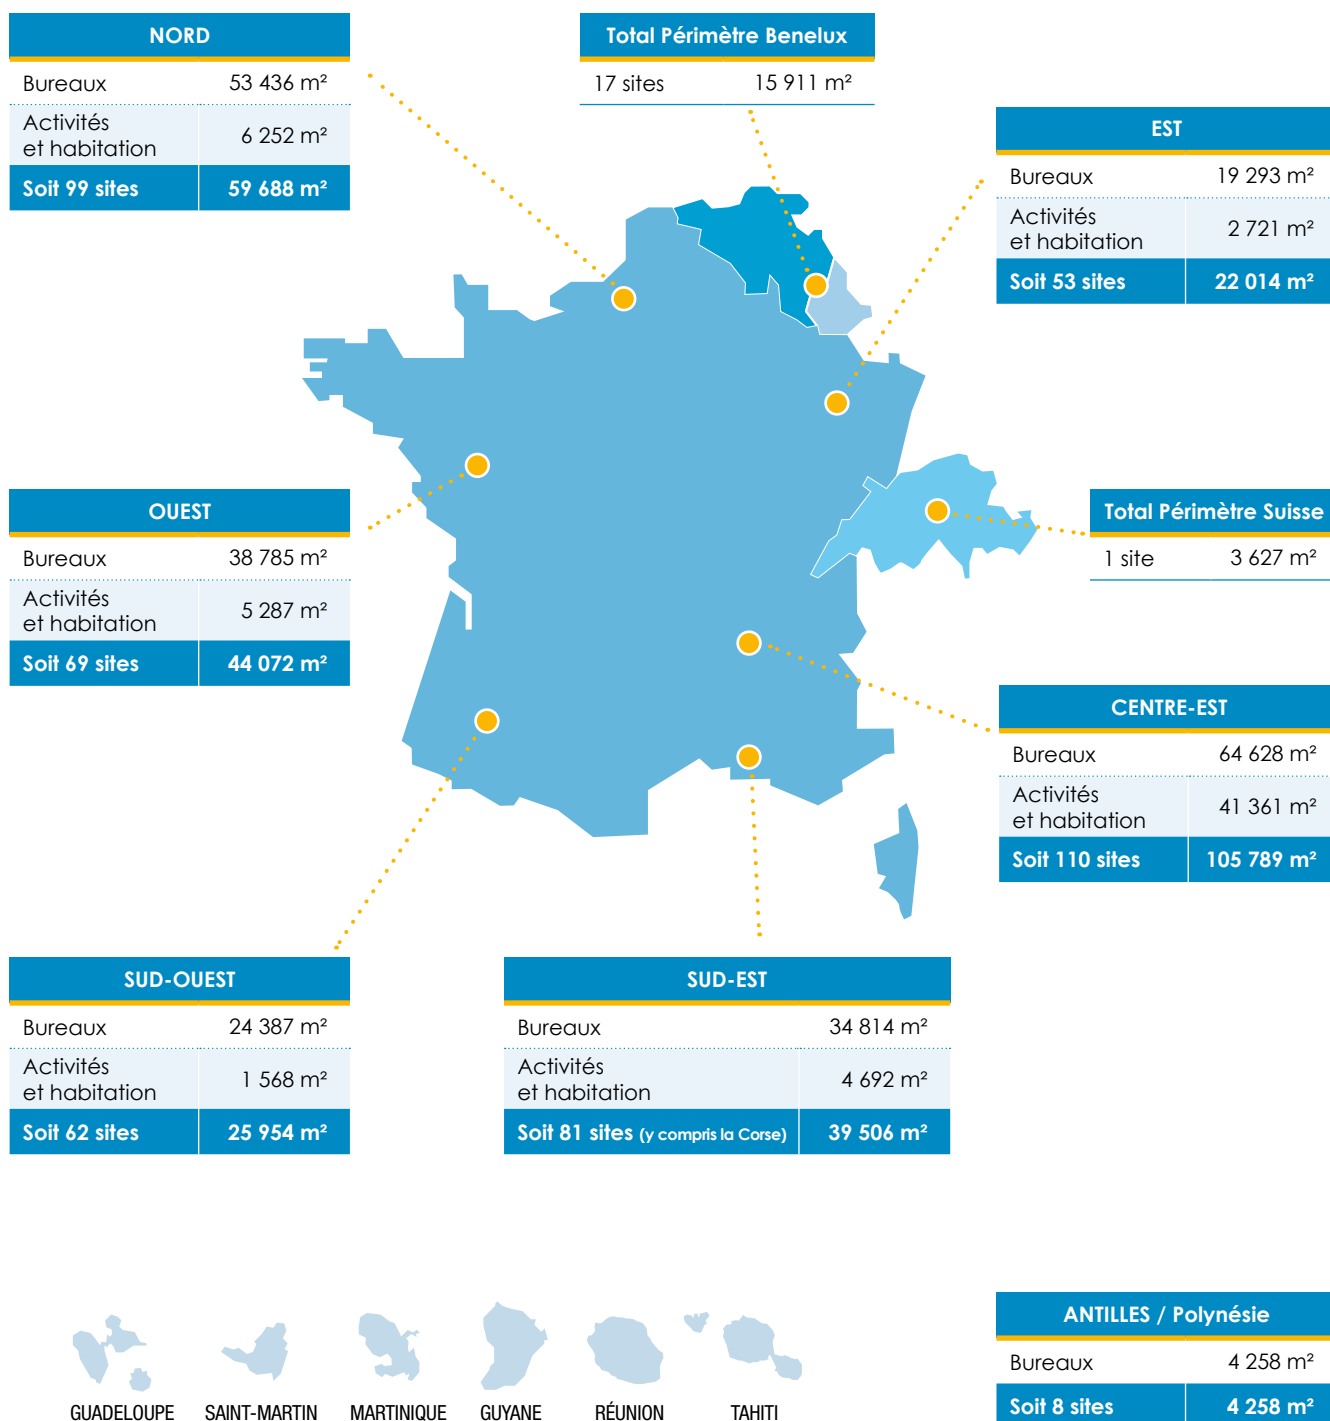 NORD
Bureaux 53 436 m²
Activités
et habitation 6 252 m²
Soit 99 sites 59 688 m²
Total Périmètre Benelux
17 sites 15 911 m²
EST
Bureaux 19 293 m²
Activités
et habitation 2 721 m²
Soit 53 sites 22 014 m²
OUEST
Bureaux 38 785 m²
Activités
et habitation 5 287 m²
Soit 69 sites 44 072 m²
Total Périmètre Suisse
1 site 3 627 m²
CENTRE-EST
Bureaux 64 628 m²
Activités
et habitation 41 361 m²
Soit 110 sites 105 789 m²
SUD-OUEST
Bureaux 24 387 m²
Activités
et habitation 1 568 m²
Soit 62 sites 25 954 m²
SUD-EST
Bureaux 34 814 m²
Activités
et habitation 4 692 m²
Soit 81 sites (y compris la Corse) 39 506 m²
GUADELOUPE SAINT-MARTIN MARTINIQUE GUYANE RÉUNION TAHITI
ANTILLES / Polynésie
Bureaux 4 258 m²
Soit 8 sites 4 258 m²